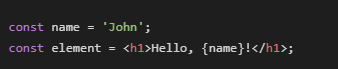 const name = 'John';
const element = <h1>Hello, {name}!</h1>;